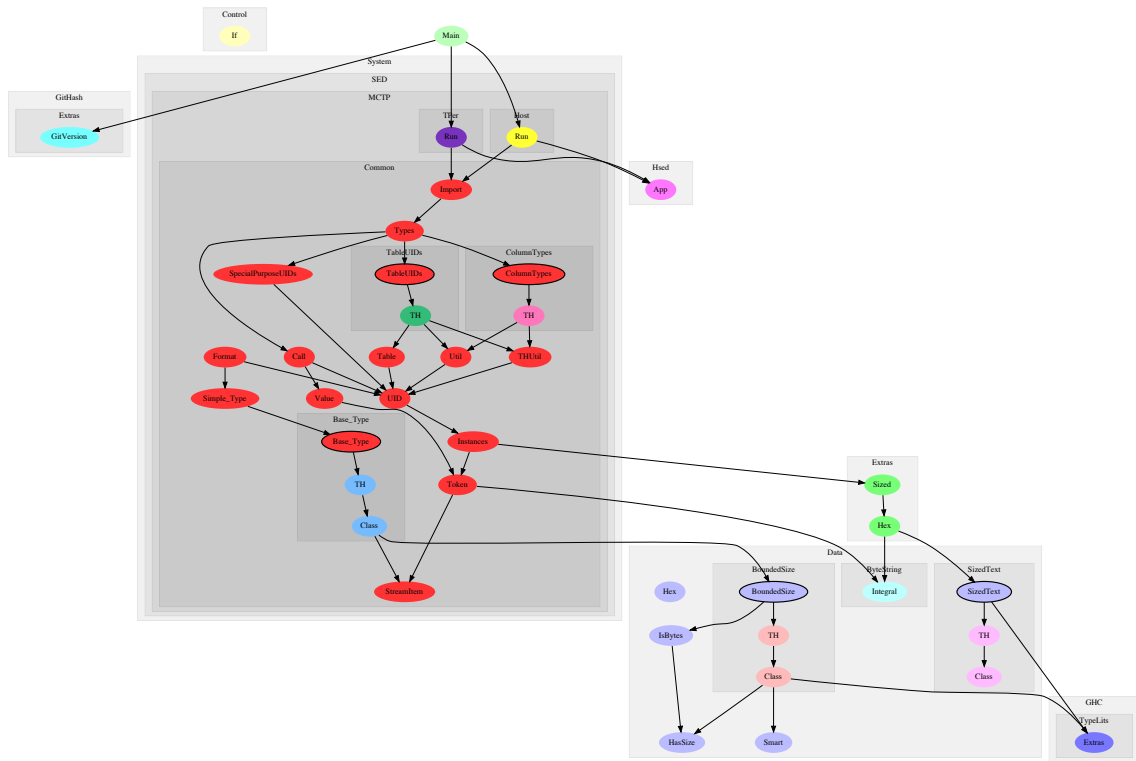 Control
If
Main
System
SED
GitHash
MCTP
Extras
TPer
Host
GitVersion
Run
Run
Common
Hsed
Import
App
Types
TableUIDs
ColumnTypes
SpecialPurposeUIDs
TableUIDs
ColumnTypes
TH
TH
Format
Call
Table
Util
THUtil
Simple_Type
Value
UID
Base_Type
Base_Type
Instances
Extras
TH
Token
Sized
Class
Hex
Data
BoundedSize
ByteString
SizedText
StreamItem
Hex
BoundedSize
Integral
SizedText
IsBytes
TH
TH
Class
Class
GHC
TypeLits
HasSize
Smart
Extras